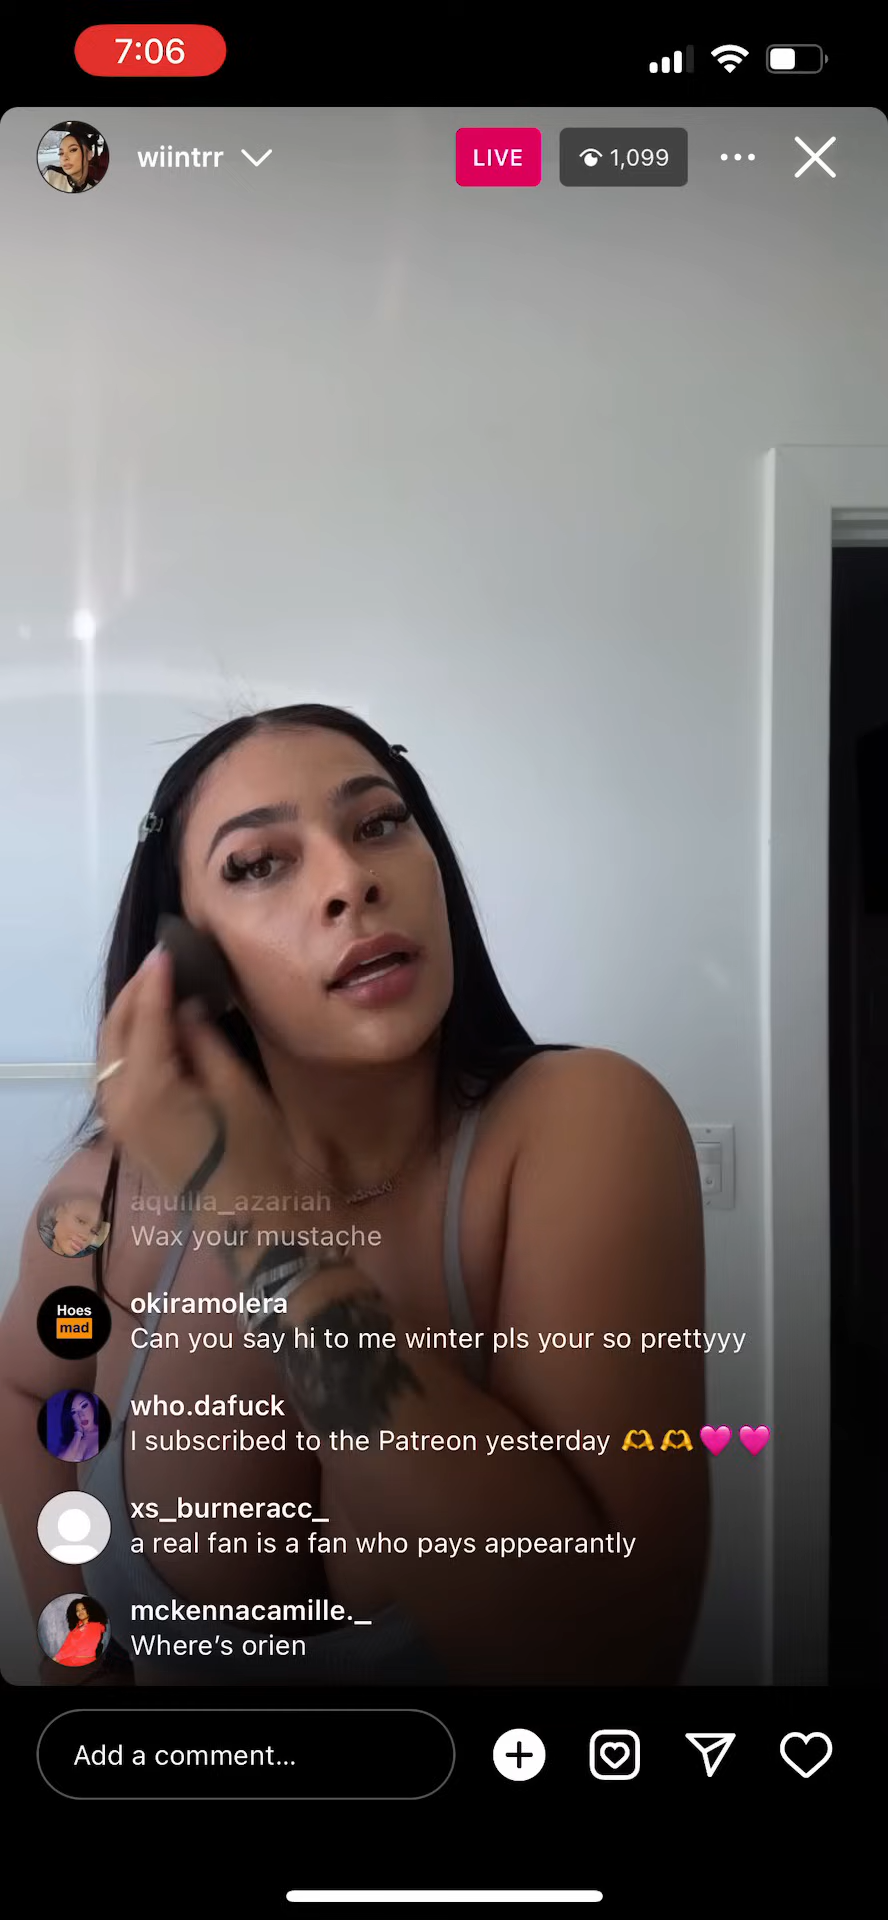 7:06
wiintrr
LIVE
1,099
aquilla_azariah
Wax your mustache
Hoes
mad
okiramolera
Can you say hi to me winter pls your so prettyyy
who.dafuck
I subscribed to the Patreon yesterday 🫶🫶🩷🩷
xs_burneracc_
a real fan is a fan who pays appearantly
mckennacamille._
Where’s orien
Add a comment...